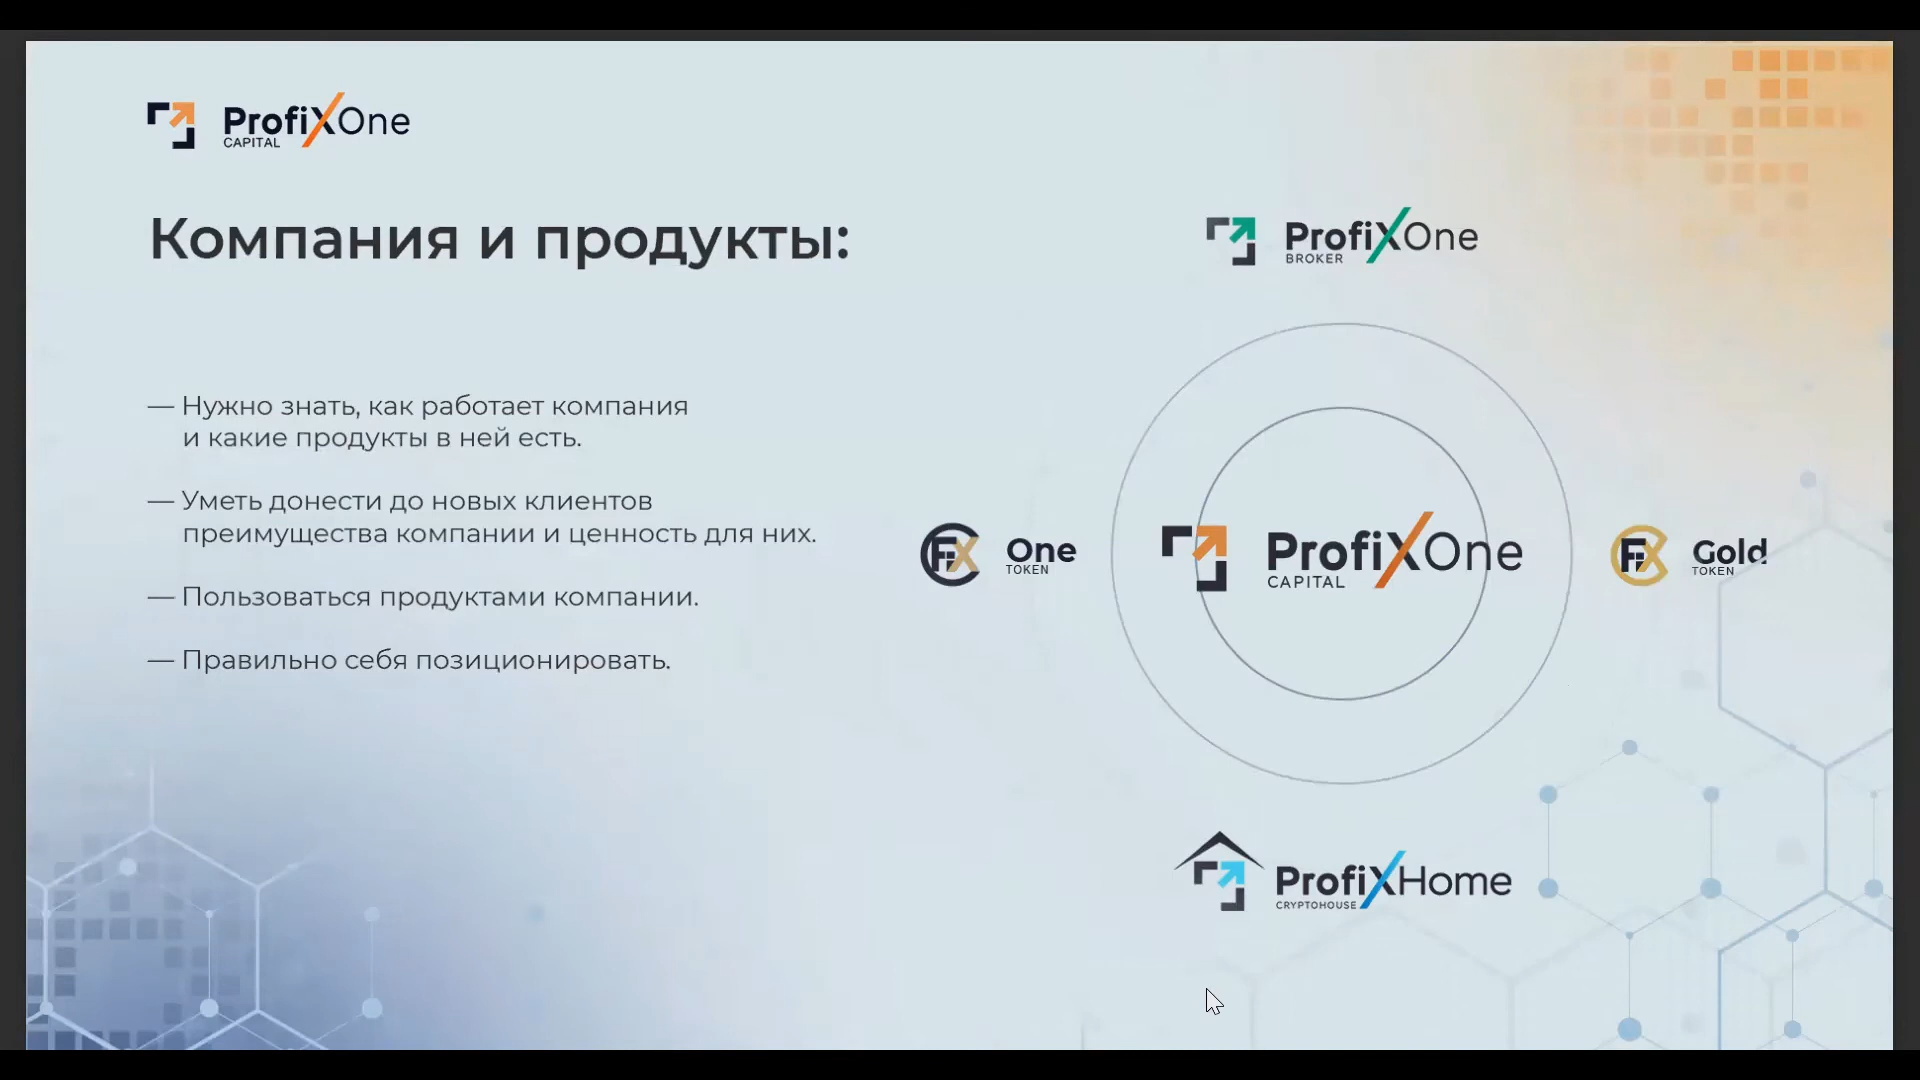 ProfiXOne
CAPITAL
Компания и продукты:
— Нужно знать, как работает компания
и какие продукты в ней есть.
— Уметь донести до новых клиентов
преимущества компании и ценность для них.
— Пользоваться продуктами компании.
— Правильно себя позиционировать.
ProfiXOne
BROKER
FX One
TOKEN
ProfiXOne
CAPITAL
FX Gold
TOKEN
ProfiXHome
CRYPTOHOUSE